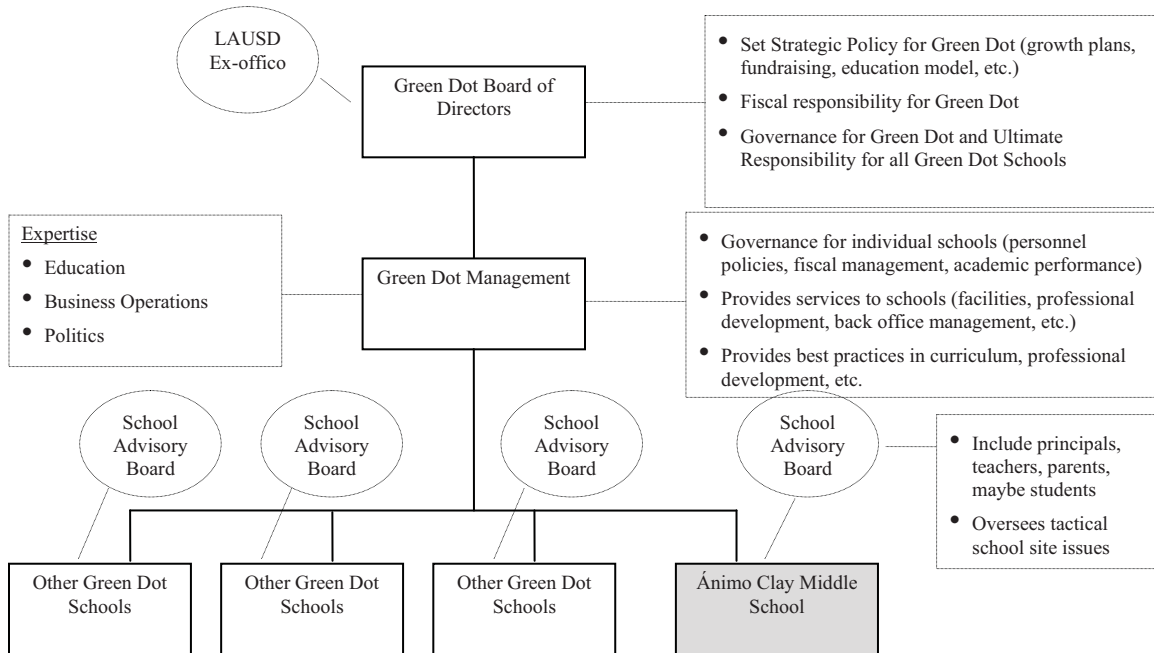 LAUSD
Ex-offico
Green Dot Board of
Directors
• Set Strategic Policy for Green Dot (growth plans,
fundraising, education model, etc.)
• Fiscal responsibility for Green Dot
• Governance for Green Dot and Ultimate
Responsibility for all Green Dot Schools
Expertise
• Education
• Business Operations
• Politics
Green Dot Management
• Governance for individual schools (personnel
policies, fiscal management, academic performance)
• Provides services to schools (facilities, professional
development, back office management, etc.)
• Provides best practices in curriculum, professional
development, etc.
School
Advisory
Board
School
Advisory
Board
School
Advisory
Board
School
Advisory
Board
• Include principals,
teachers, parents,
maybe students
• Oversees tactical
school site issues
Other Green Dot
Schools
Other Green Dot
Schools
Other Green Dot
Schools
Ánimo Clay Middle
School